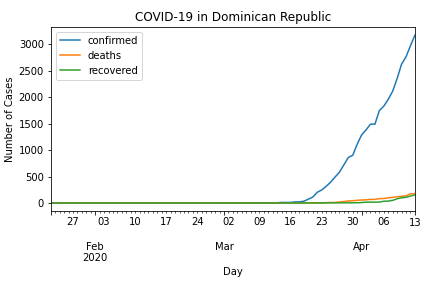 COVID-19 in Dominican Republic
confirmed
deaths
recovered
Number of Cases
3000
2500
2000
1500
1000
500
0
27 03 10 17 24 02 09 16 23 30 06 13
Feb Mar Apr
2020
Day